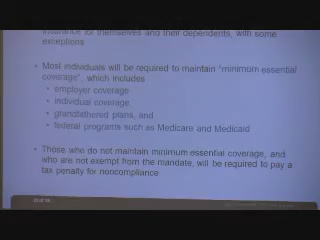 insurance for themselves and their dependents, with some
exceptions
• Most individuals will be required to maintain "minimum essential
coverage", which includes
• employer coverage
• individual coverage
• grandfathered plans, and
• federal programs such as Medicare and Medicaid
• Those who do not maintain minimum essential coverage, and
who are not exempt from the mandate, will be required to pay a
tax penalty for noncompliance